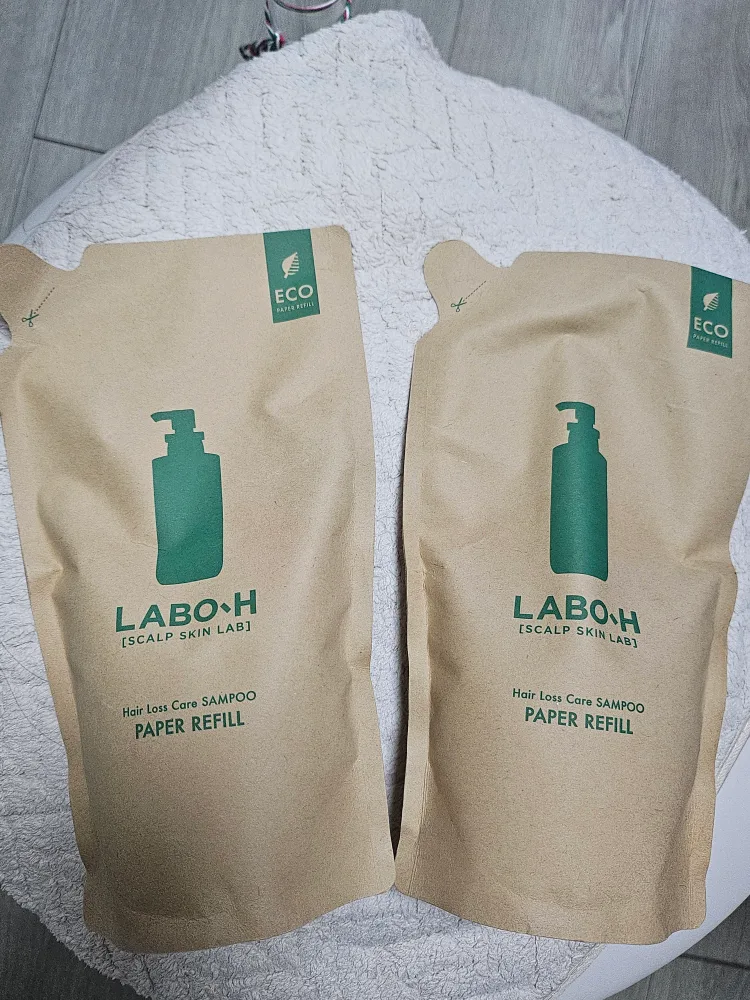 ECO
PAPER REFILL
LABO-H
[SCALP SKIN LAB]
Hair Loss Care SAMPOO
PAPER REFILL
ECO
PAPER REFILL
LABO-H
[SCALP SKIN LAB]
Hair Loss Care SAMPOO
PAPER REFILL